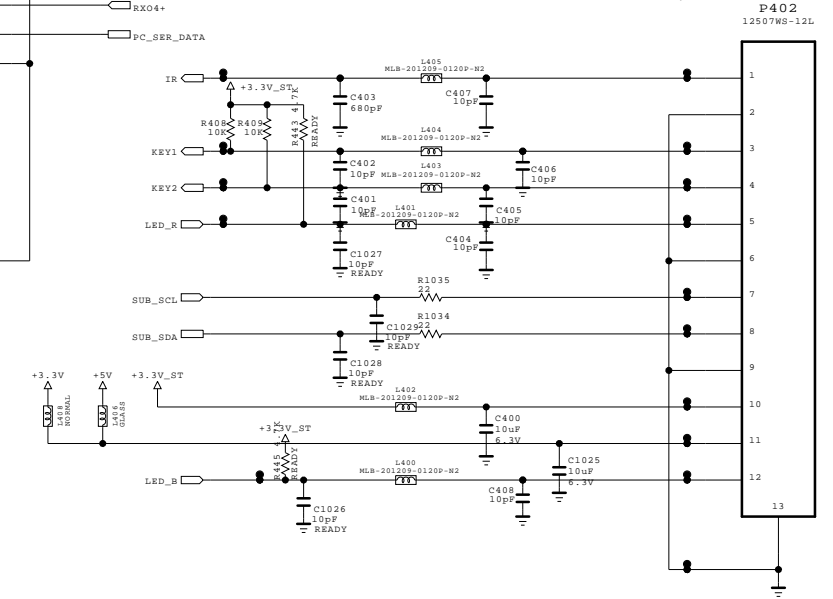 P402
12507WS-12L
RXO4+
PC_SER_DATA
L405
MLB-201209-0120P-N2
IR
1
+3.3V_ST
C403
680pF
C407
10pF
2
R408
10K
R409
10K
R443 4.7K
READY
L404
MLB-201209-0120P-N2
KEY1
3
C402
10pF
L403
MLB-201209-0120P-N2
C406
10pF
KEY2
4
C401
10pF
L401
MLB-201209-0120P-N2
C405
10pF
LED_R
5
C404
10pF
C1027
10pF
READY
6
R1035
22
SUB_SCL
7
R1034
22
C1029
10pF
READY
SUB_SDA
8
C1028
10pF
READY
9
+3.3V
+5V
+3.3V_ST
L402
MLB-201209-0120P-N2
10
L408
NORMAL
L406
GLASS
C400
10uF
6.3V
+3.3V_ST
11
R445 4.7K
READY
L400
MLB-201209-0120P-N2
C1025
10uF
6.3V
LED_B
12
C408
10pF
C1026
10pF
READY
13